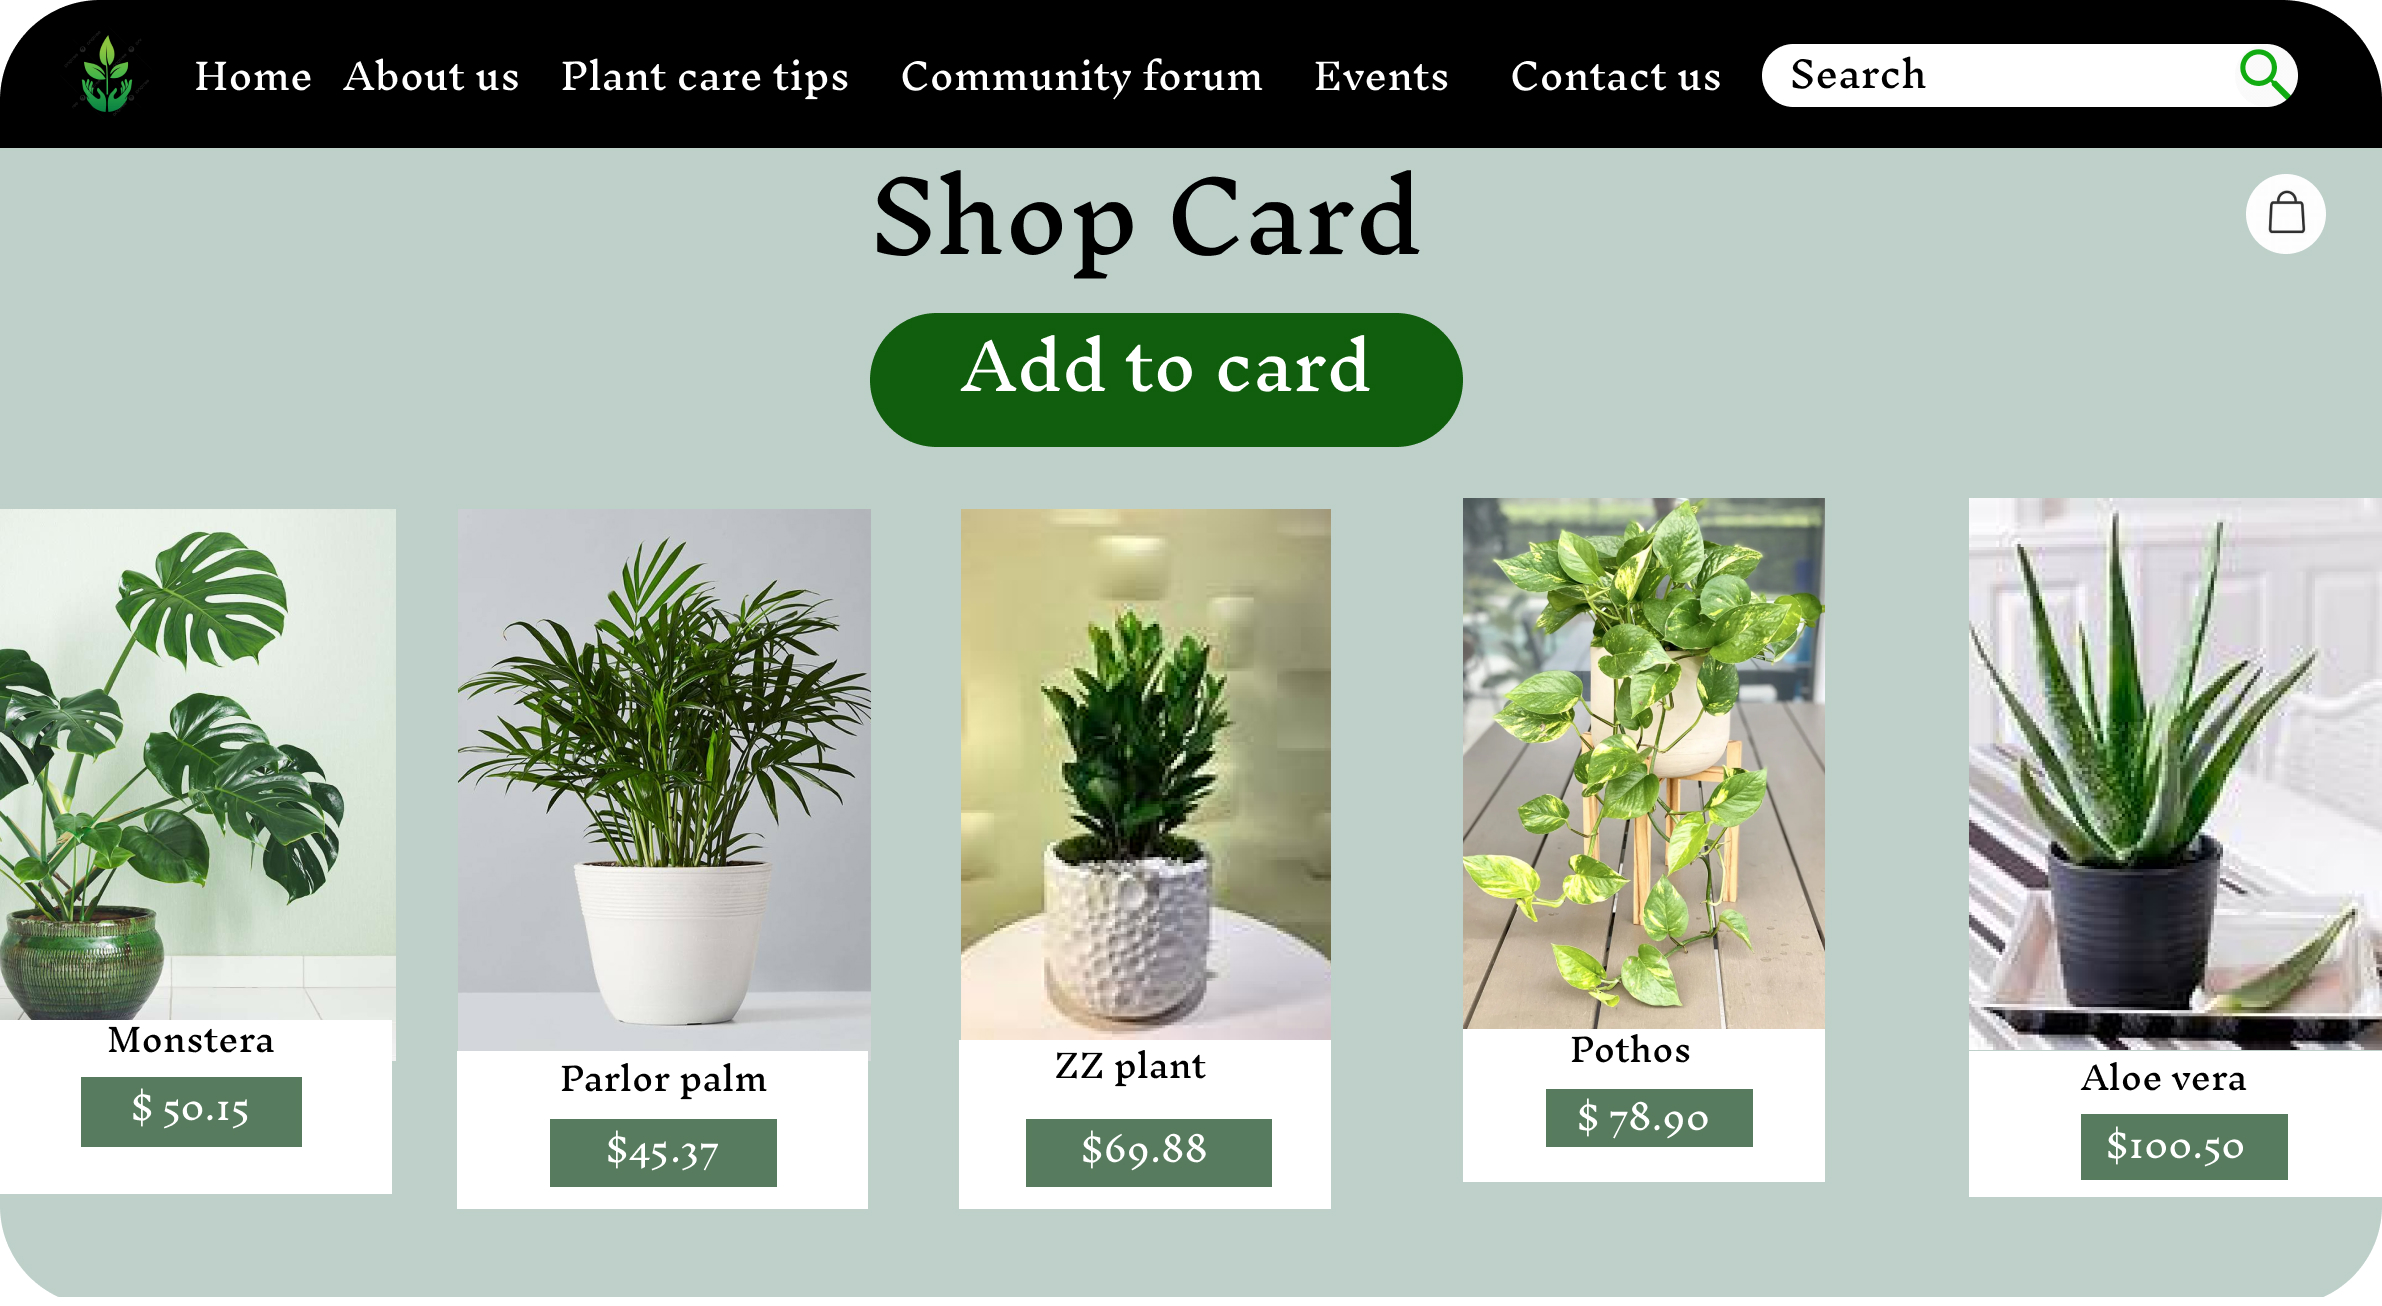 Home About us Plant care tips Community forum Events Contact us Search
Shop Card
Add to card
Monstera
$ 50.15
Parlor palm
$45.37
ZZ plant
$69.88
Pothos
$ 78.90
Aloe vera
$100.50